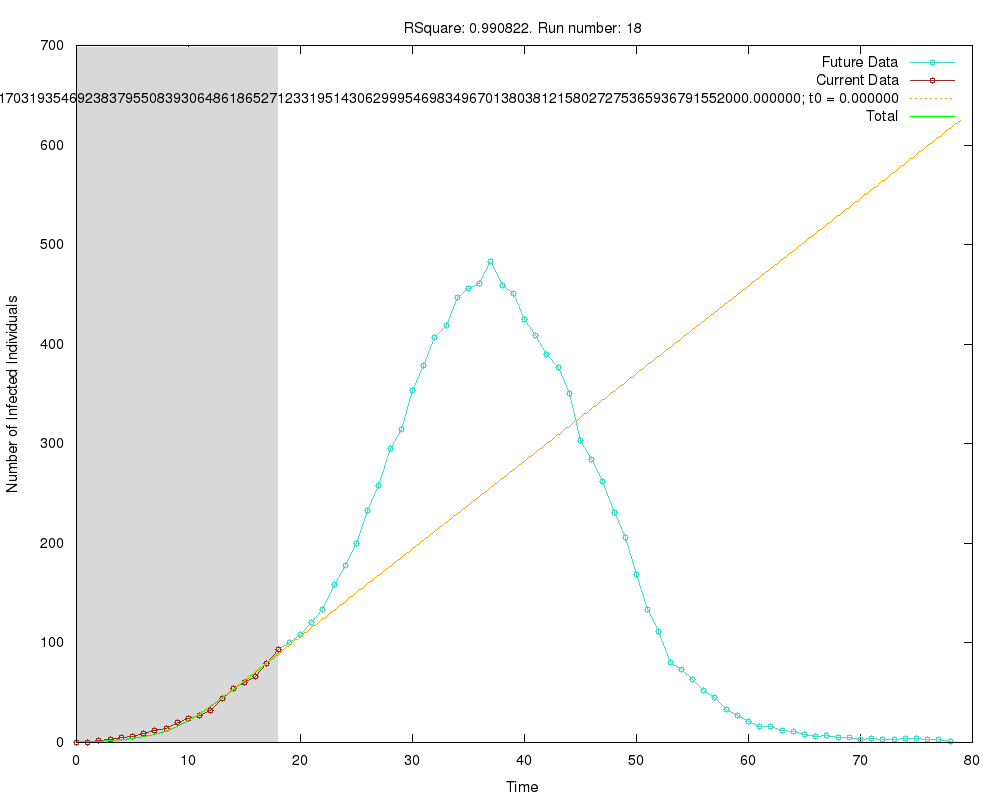 RSquare: 0.990822. Run number: 18
Future Data
Current Data
1703193546923837955083930648618652712331951430629995469834967013803812158027275365936791552000.000000; t0 = 0.000000
Total
Number of Infected Individuals
700
600
500
400
300
200
100
0
0 10 20 30 40 50 60 70 80
Time